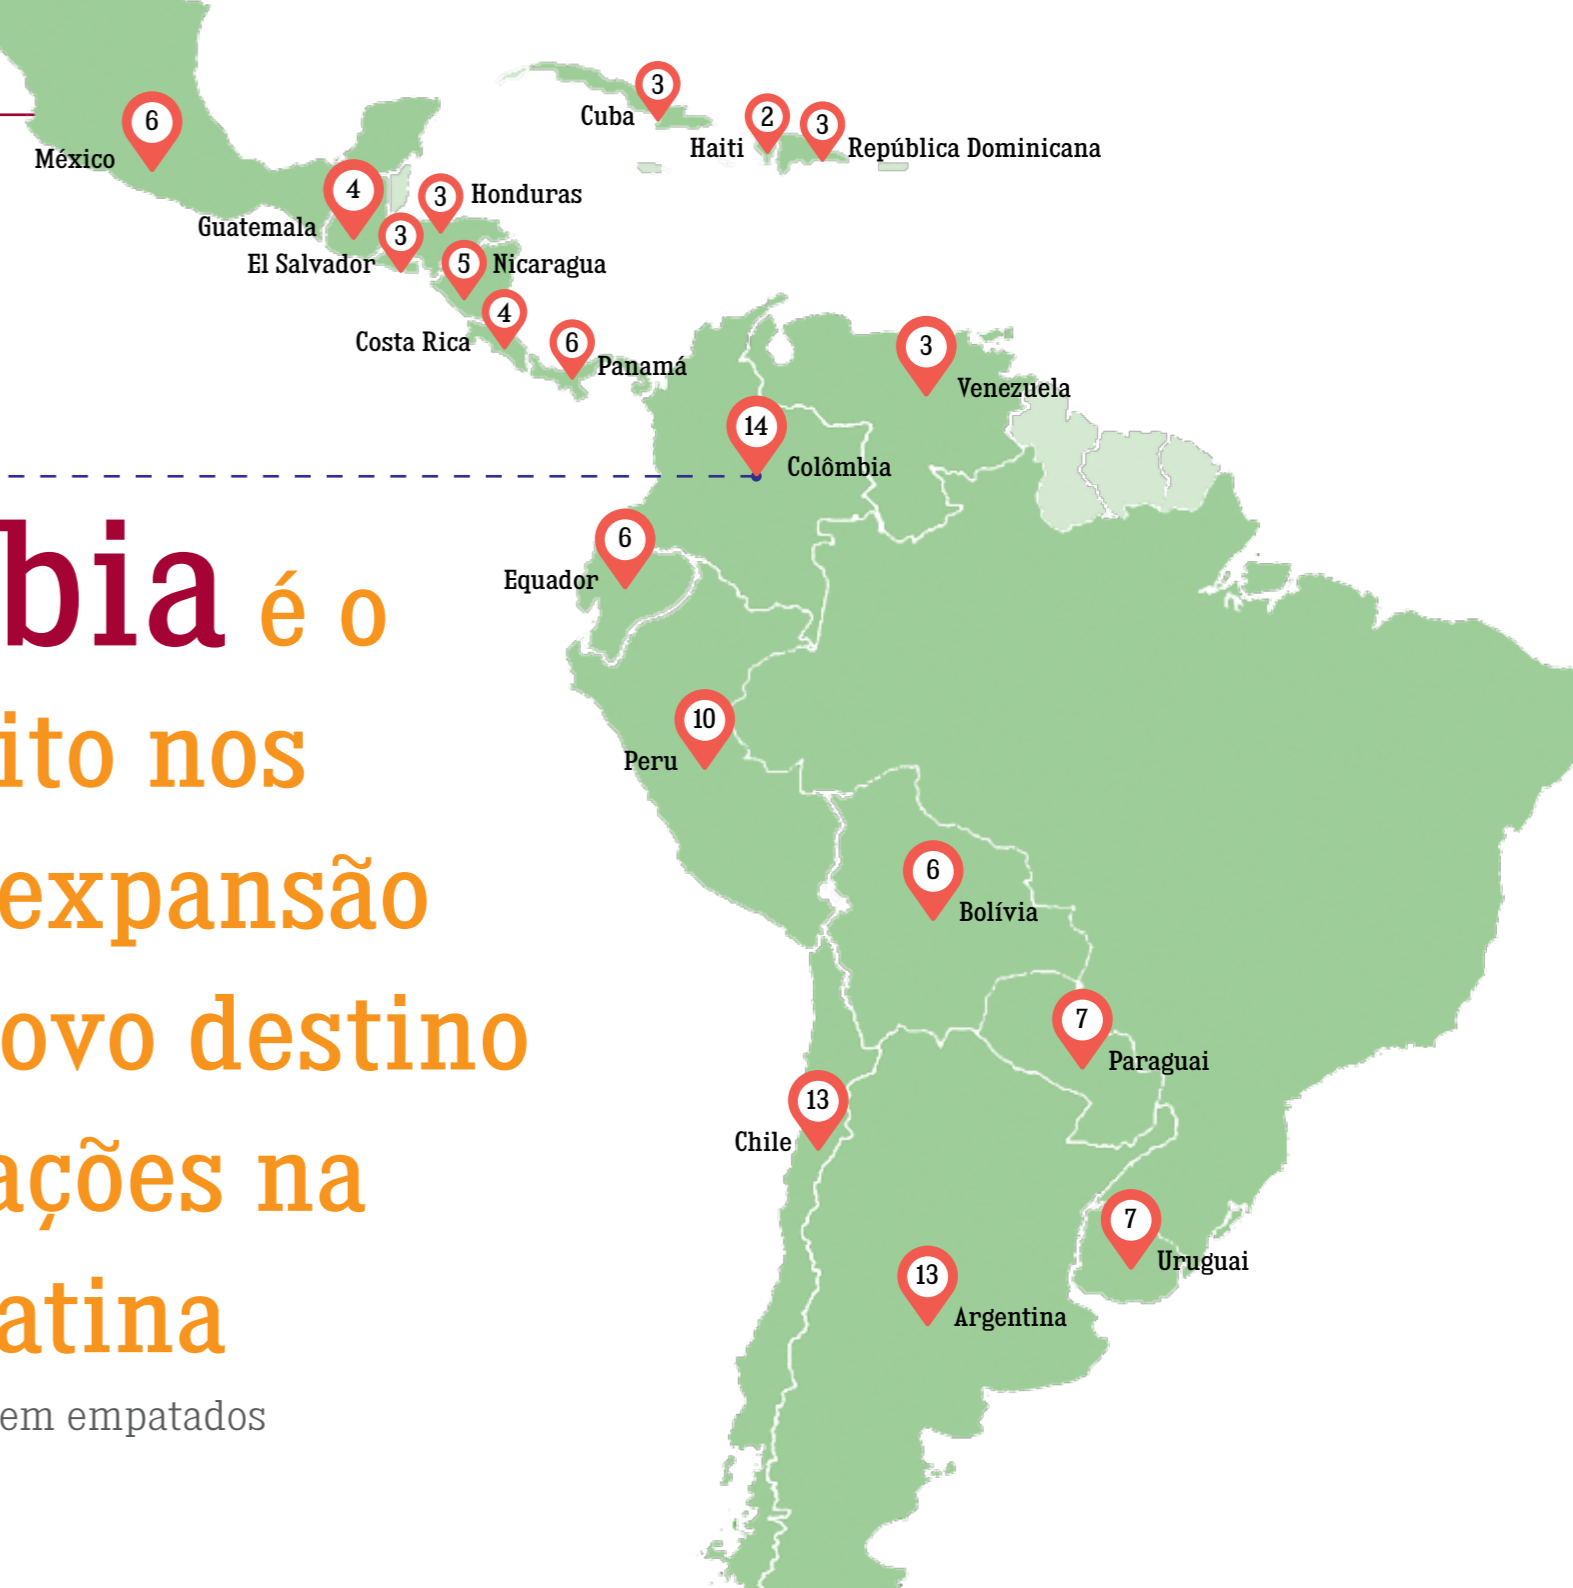 3
Cuba
2
Haiti
3
República Dominicana
6
México
4
Guatemala
3
Honduras
3
El Salvador
5
Nicaragua
4
Costa Rica
6
Panamá
3
Venezuela
14
Colômbia
6
Equador
bia é o
ito nos
expansão
ovo destino
ações na
atina
em empatados
10
Peru
6
Bolívia
7
Paraguai
13
Chile
7
Uruguai
13
Argentina